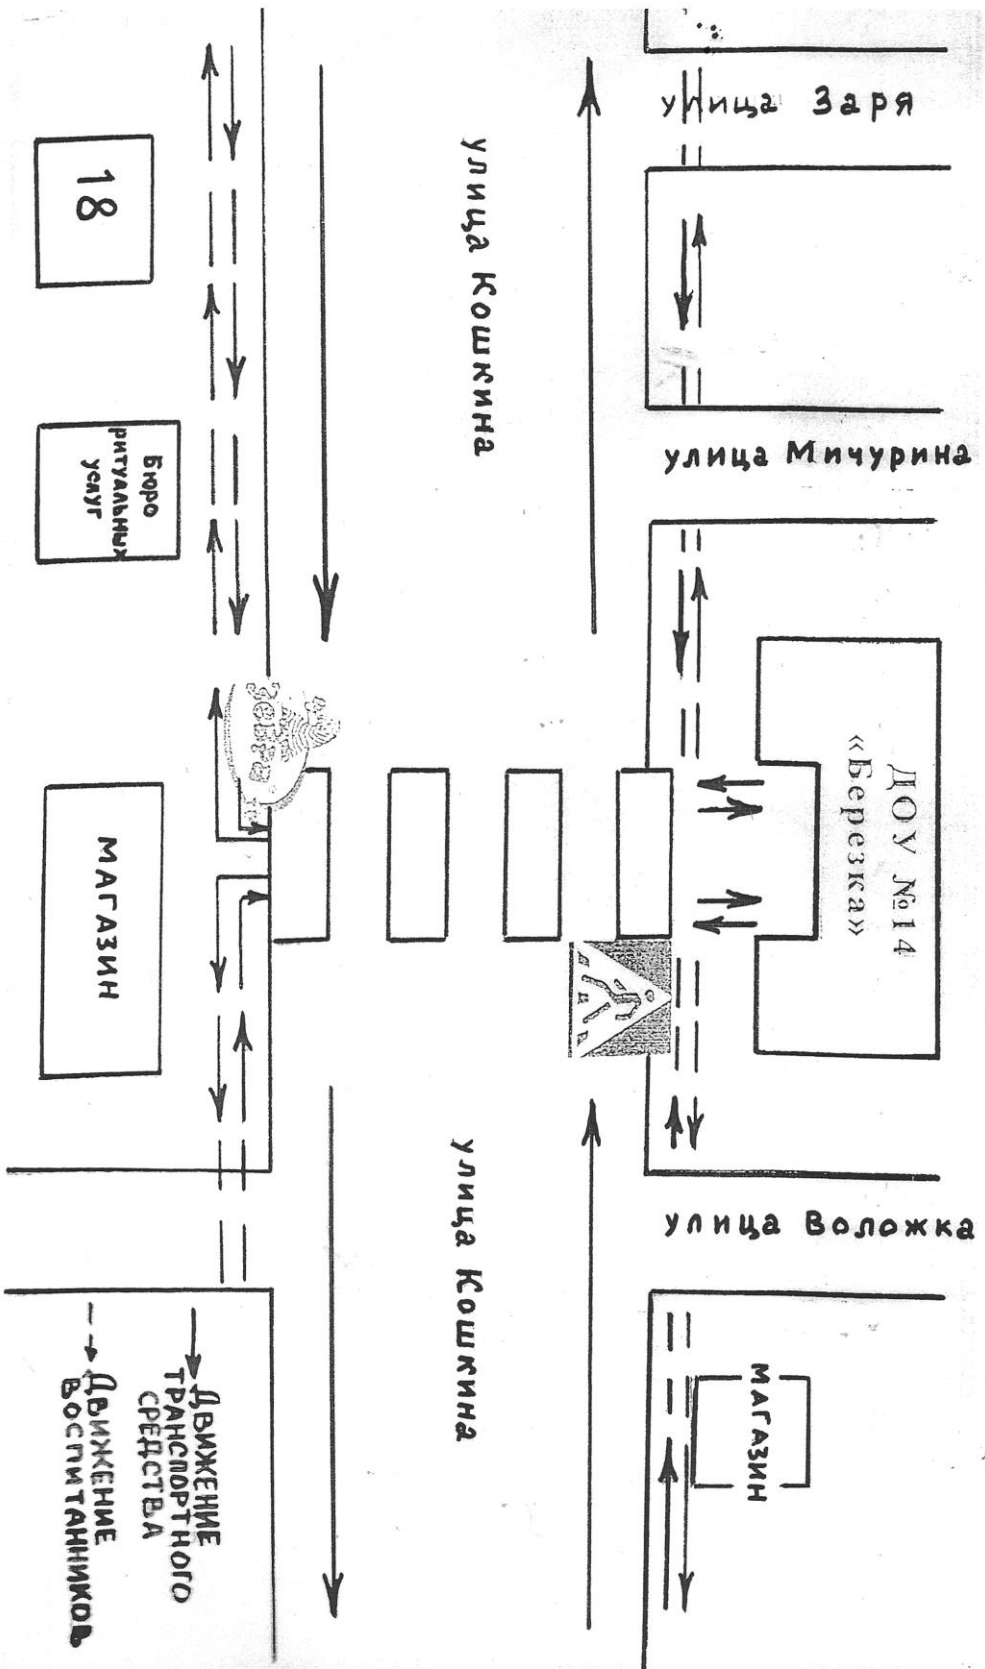 улица Заря
улица Кошкина
18
улица Мичурина
Бюро
ритуальных
услуг
ДОУ №14
«Березка»
МАГАЗИН
улица Воложка
улица Кошкина
МАГАЗИН
ДВИЖЕНИЕ
ТРАНСПОРТНОГО
СРЕДСТВА
ДВИЖЕНИЕ
ВОСПИТАННИКОВ